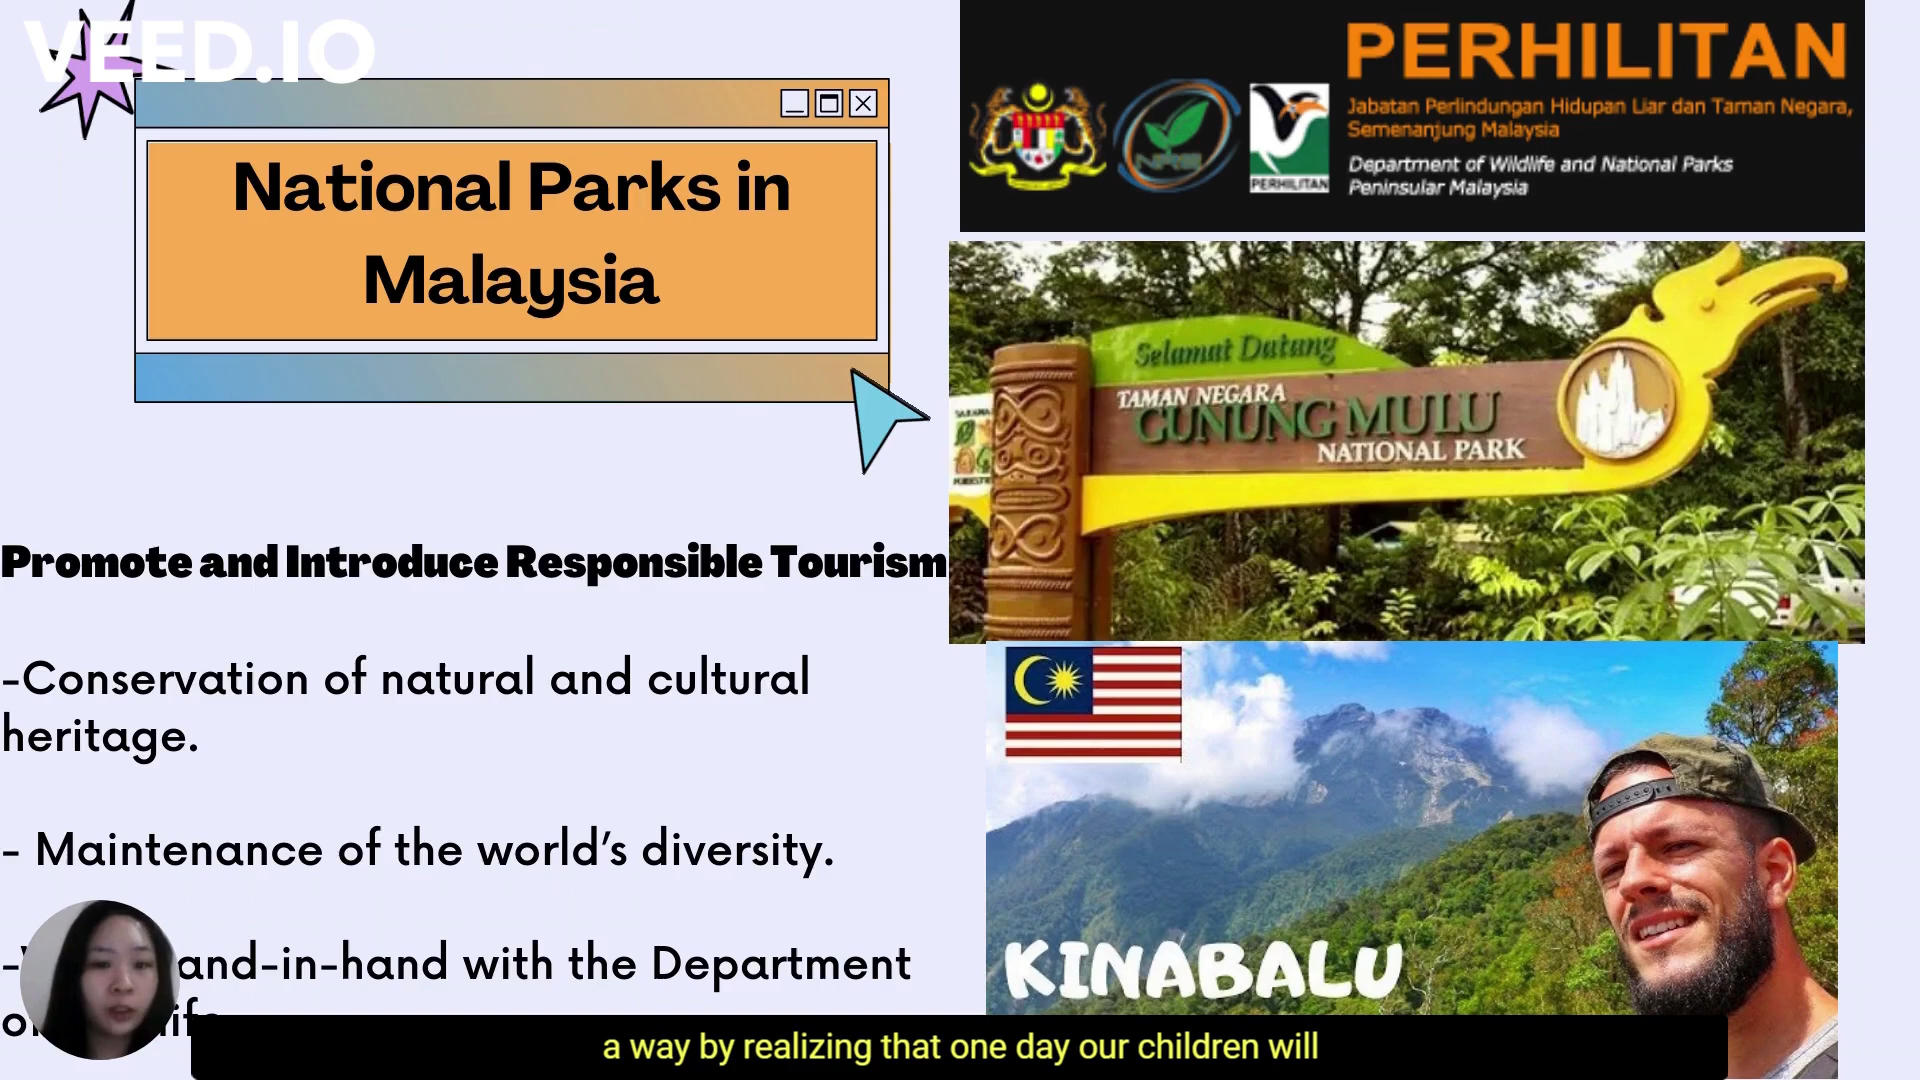 VEED.IO
National Parks in
Malaysia
Promote and Introduce Responsible Tourism
-Conservation of natural and cultural
heritage.
- Maintenance of the world's diversity.
and-in-hand with the Department
PERHILITAN
Jabatan Perlindungan Hidupan Liar dan Taman Negara,
Semenanjung Malaysia
Department of Wildlife and National Parks
Peninsular Malaysia
NRE
PERHILITAN
Selamat Datang
TAMAN NEGARA
GUNUNG MULU
NATIONAL PARK
KINABALU
a way by realizing that one day our children will